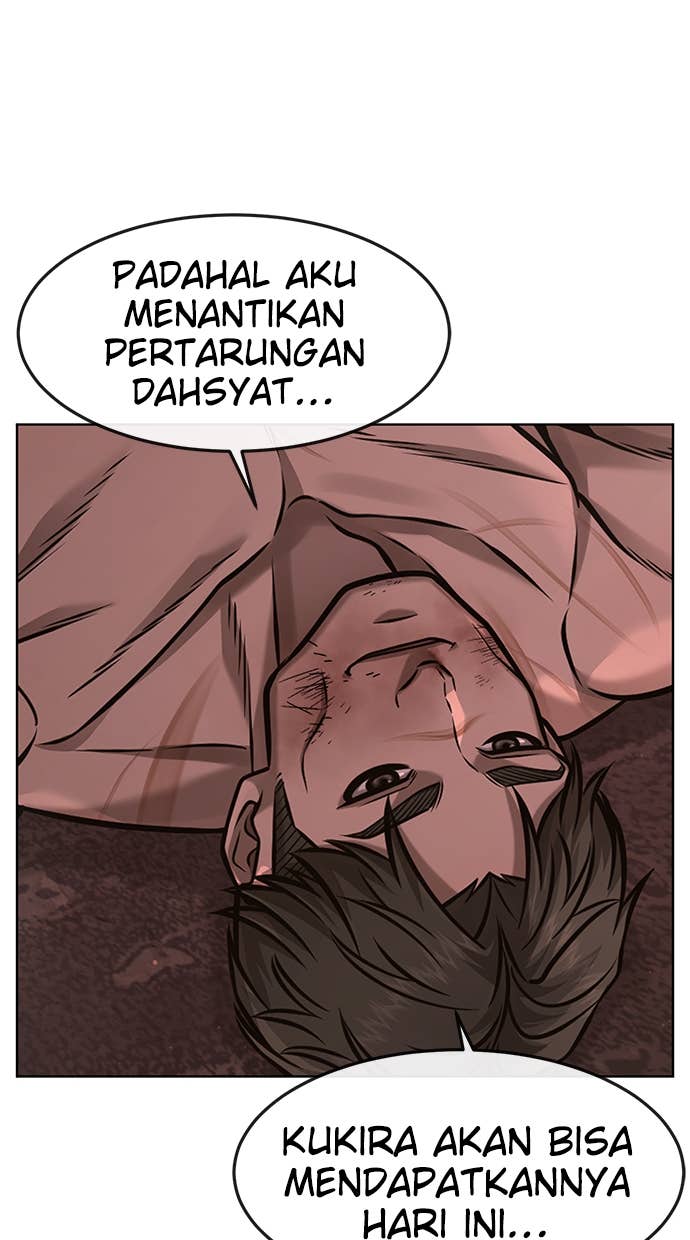 PADAHAL AKU
MENANTIKAN
PERTARUNGAN
DAHSYAT...
KUKIRA AKAN BISA
MENDAPATKANNYA
HARI INI...